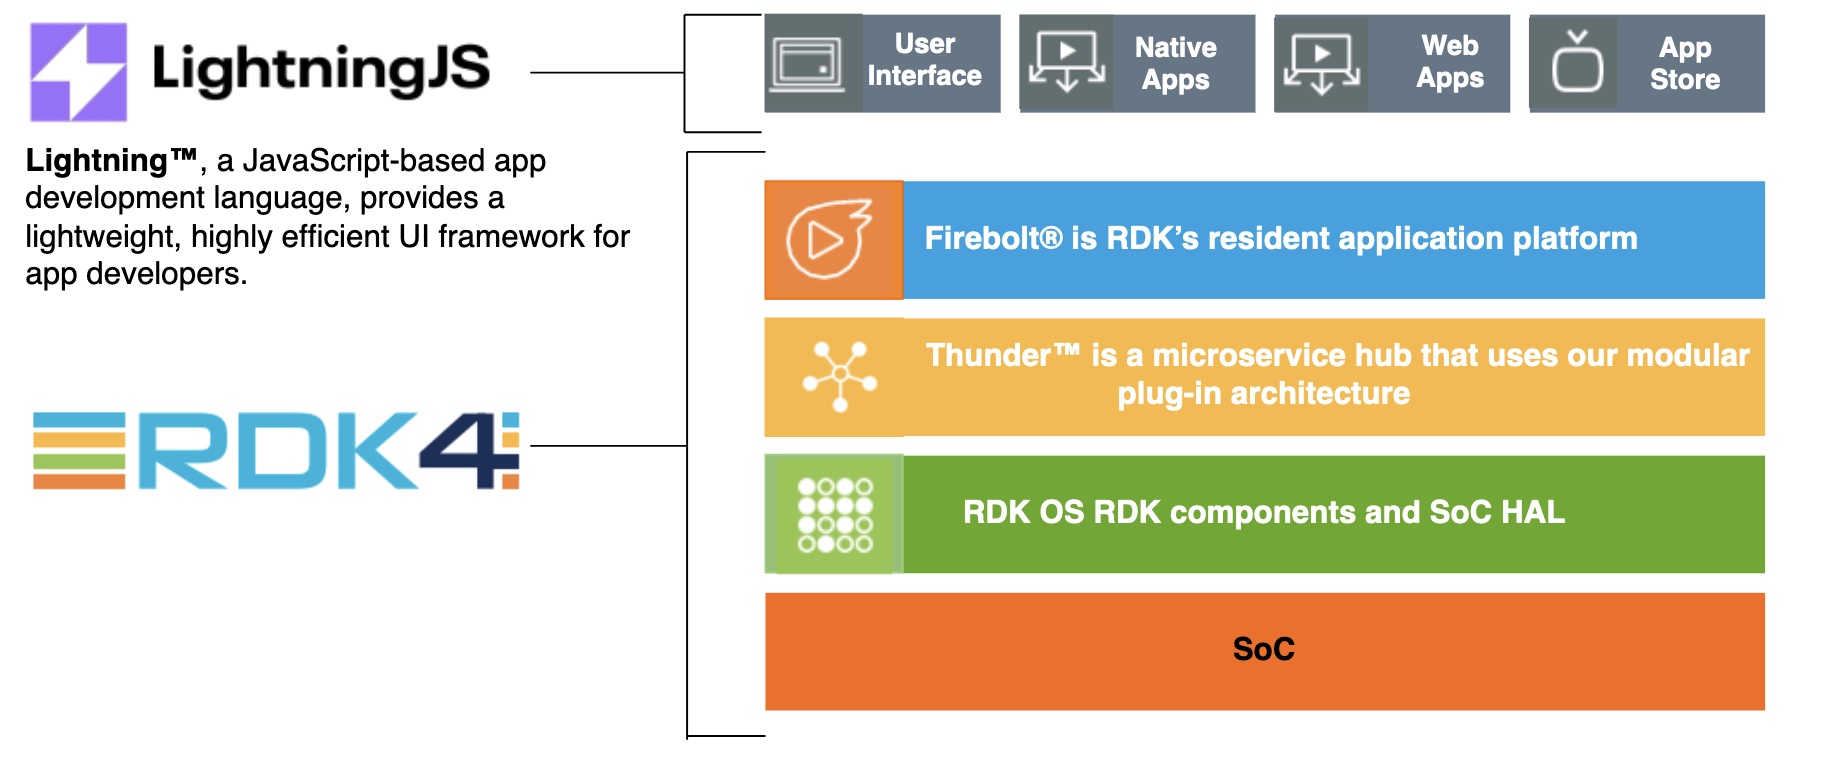 LightningJS
Lightning™, a JavaScript-based app
development language, provides a
lightweight, highly efficient UI framework for
app developers.
RDK4
User
Interface
Native
Apps
Web
Apps
App
Store
Firebolt® is RDK’s resident application platform
Thunder™ is a microservice hub that uses our modular
plug-in architecture
RDK OS RDK components and SoC HAL
SoC